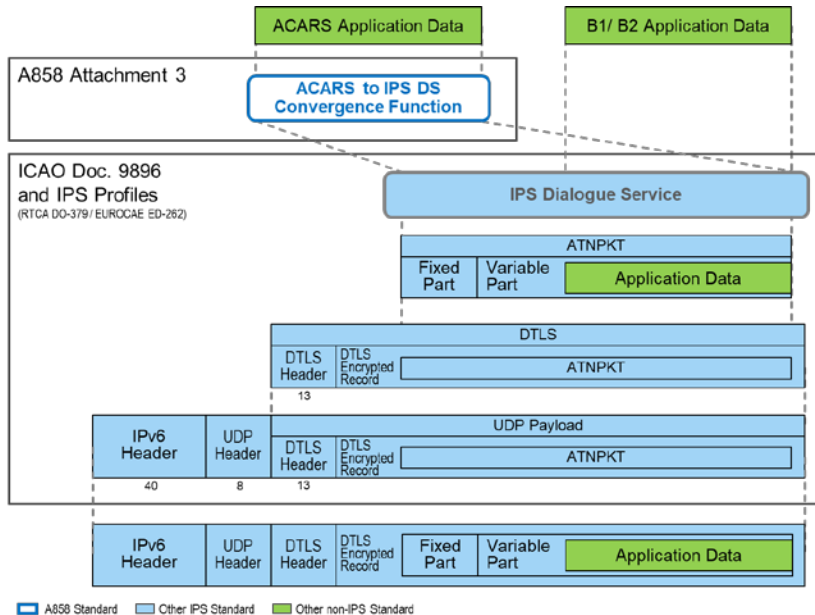 ACARS Application Data
B1/ B2 Application Data
A858 Attachment 3
ACARS to IPS DS
Convergence Function
ICAO Doc. 9896
and IPS Profiles
(RTCA DO-379/ EUROCAE ED-262)
IPS Dialogue Service
ATNPKT
Fixed
Part
Variable
Part
Application Data
DTLS
DTLS
Header
DTLS
Encrypted
Record
ATNPKT
13
IPv6
Header
UDP
Header
UDP Payload
DTLS
Header
DTLS
Encrypted
Record
ATNPKT
40
8
13
IPv6
Header
UDP
Header
DTLS
Header
DTLS
Encrypted
Record
Fixed
Part
Variable
Part
Application Data
A858 Standard
Other IPS Standard
Other non-IPS Standard